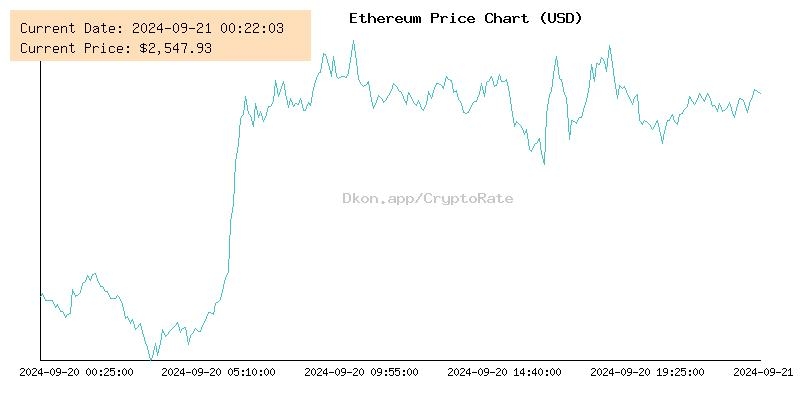 Ethereum Price Chart (USD)
Current Date: 2024-09-21 00:22:03
Current Price: $2,547.93
Dkon.app/CryptoRate
2024-09-20 00:25:00
2024-09-20 05:10:00
2024-09-20 09:55:00
2024-09-20 14:40:00
2024-09-20 19:25:00
2024-09-21